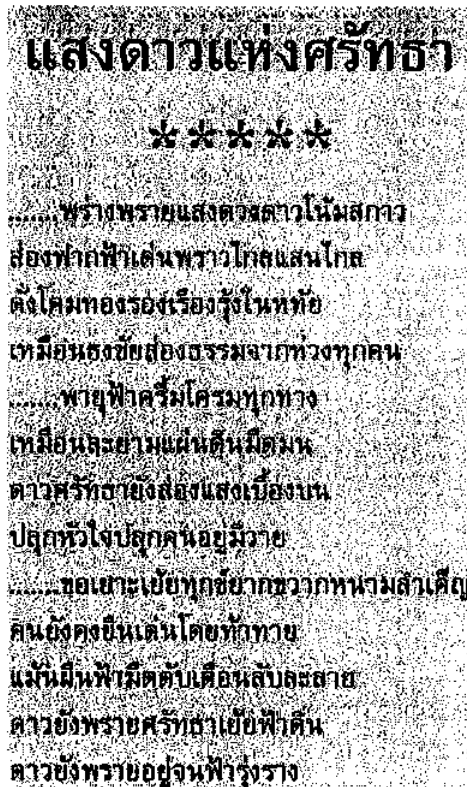 แสงดาวแห่งศรัทธา
*****
.......พร่างพรายแสงดวงดาวโน้มสกาว
ส่องฟากฟ้าเด่นพราวไกลแสนไกล
ดั่งโคมทองรองเรืองรุ้งในหทัย
เหมือนธงชัยส่องธรรมจากห้วงทุกคน
.......พายุฟ้าครึ้มโครมทุกทาง
เหมือนละยามแผ่นดินมืดมน
ดาวศรัทธายังส่องแสงเบื้องบน
ปลุกหัวใจปลุกคนอยู่มิวาย
.......ขอเยาะเย้ยทุกข์ยากขวากหนามลำเค็ญ
คนยังคงยืนเด่นโดยท้าทาย
แม้นผืนฟ้ามืดดับเดือนลับละลาย
ดาวยังพรายศรัทธาเย้ยฟ้าดิน
ดาวยังพรายอยู่จนฟ้ารุ่งราง